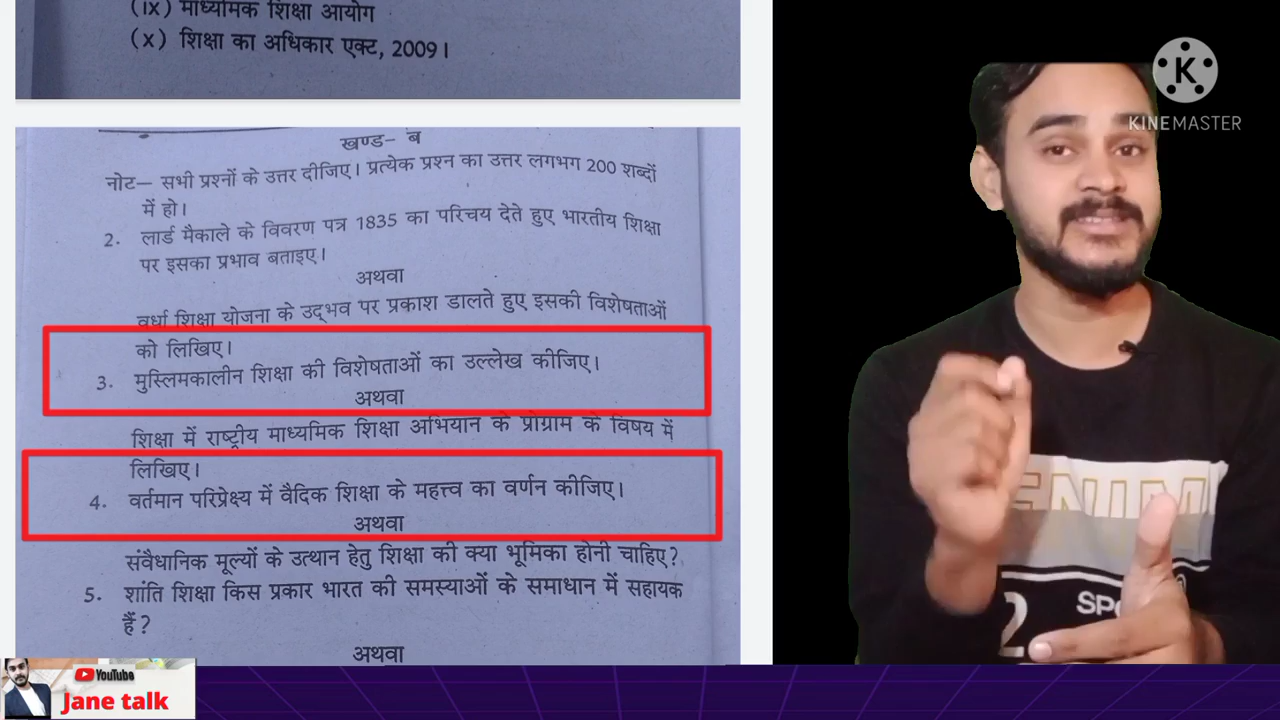 (ix) माध्यमिक शिक्षा आयोग
(x) शिक्षा का अधिकार एक्ट, 2009।
खण्ड- ब
नोट— सभी प्रश्नों के उत्तर दीजिए। प्रत्येक प्रश्न का उत्तर लगभग 200 शब्दों
में हो।
2. लार्ड मैकाले के विवरण पत्र 1835 का परिचय देते हुए भारतीय शिक्षा
पर इसका प्रभाव बताइए।
अथवा
वर्धा शिक्षा योजना के उद्भव पर प्रकाश डालते हुए इसकी विशेषताओं
को लिखिए।
3. मुस्लिमकालीन शिक्षा की विशेषताओं का उल्लेख कीजिए।
अथवा
शिक्षा में राष्ट्रीय माध्यमिक शिक्षा अभियान के प्रोग्राम के विषय में
लिखिए।
4. वर्तमान परिप्रेक्ष्य में वैदिक शिक्षा के महत्त्व का वर्णन कीजिए।
अथवा
संवैधानिक मूल्यों के उत्थान हेतु शिक्षा की क्या भूमिका होनी चाहिए?
5. शांति शिक्षा किस प्रकार भारत की समस्याओं के समाधान में सहायक
हैं?
अथवा
K
KINEMASTER
YouTube
Jane talk
2